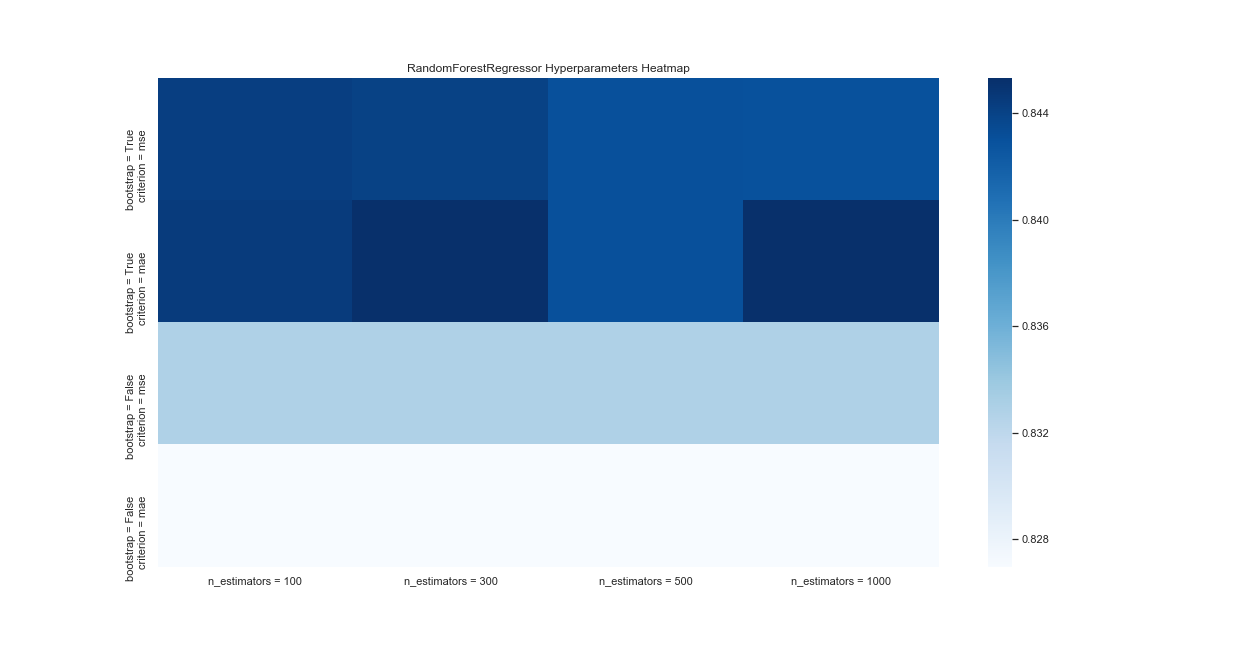 RandomForestRegressor Hyperparameters Heatmap
bootstrap = True
criterion = mse
bootstrap = True
criterion = mae
bootstrap = False
criterion = mse
bootstrap = False
criterion = mae
n_estimators = 100
n_estimators = 300
n_estimators = 500
n_estimators = 1000
0.844
0.840
0.836
0.832
0.828